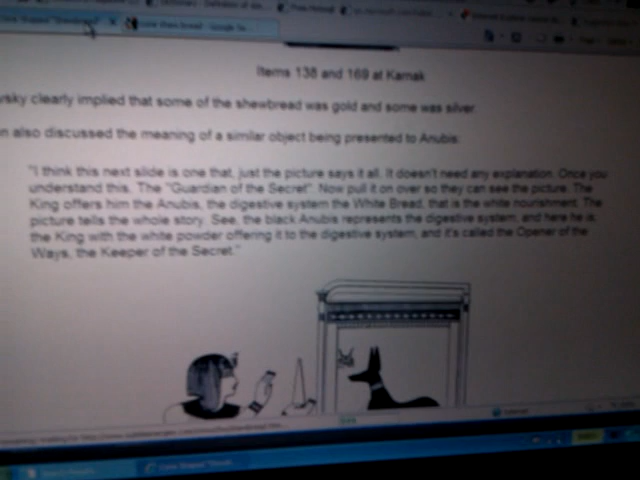 Items 138 and 169 at Karnak
vsky clearly implied that some of the shewbread was gold and some was silver.
n also discussed the meaning of a similar object being presented to Anubis:
"I think this next slide is one that, just the picture says it all. It doesn't need any explanation. Once you
understand this. The "Guardian of the Secret". Now pull it on over so they can see the picture. The
King offers him the Anubis, the digestive system the White Bread, that is the white nourishment. The
picture tells the whole story. See, the black Anubis represents the digestive system, and here he is,
the King with the white powder offering it to the digestive system, and it's called the Opener of the
Ways, the Keeper of the Secret."